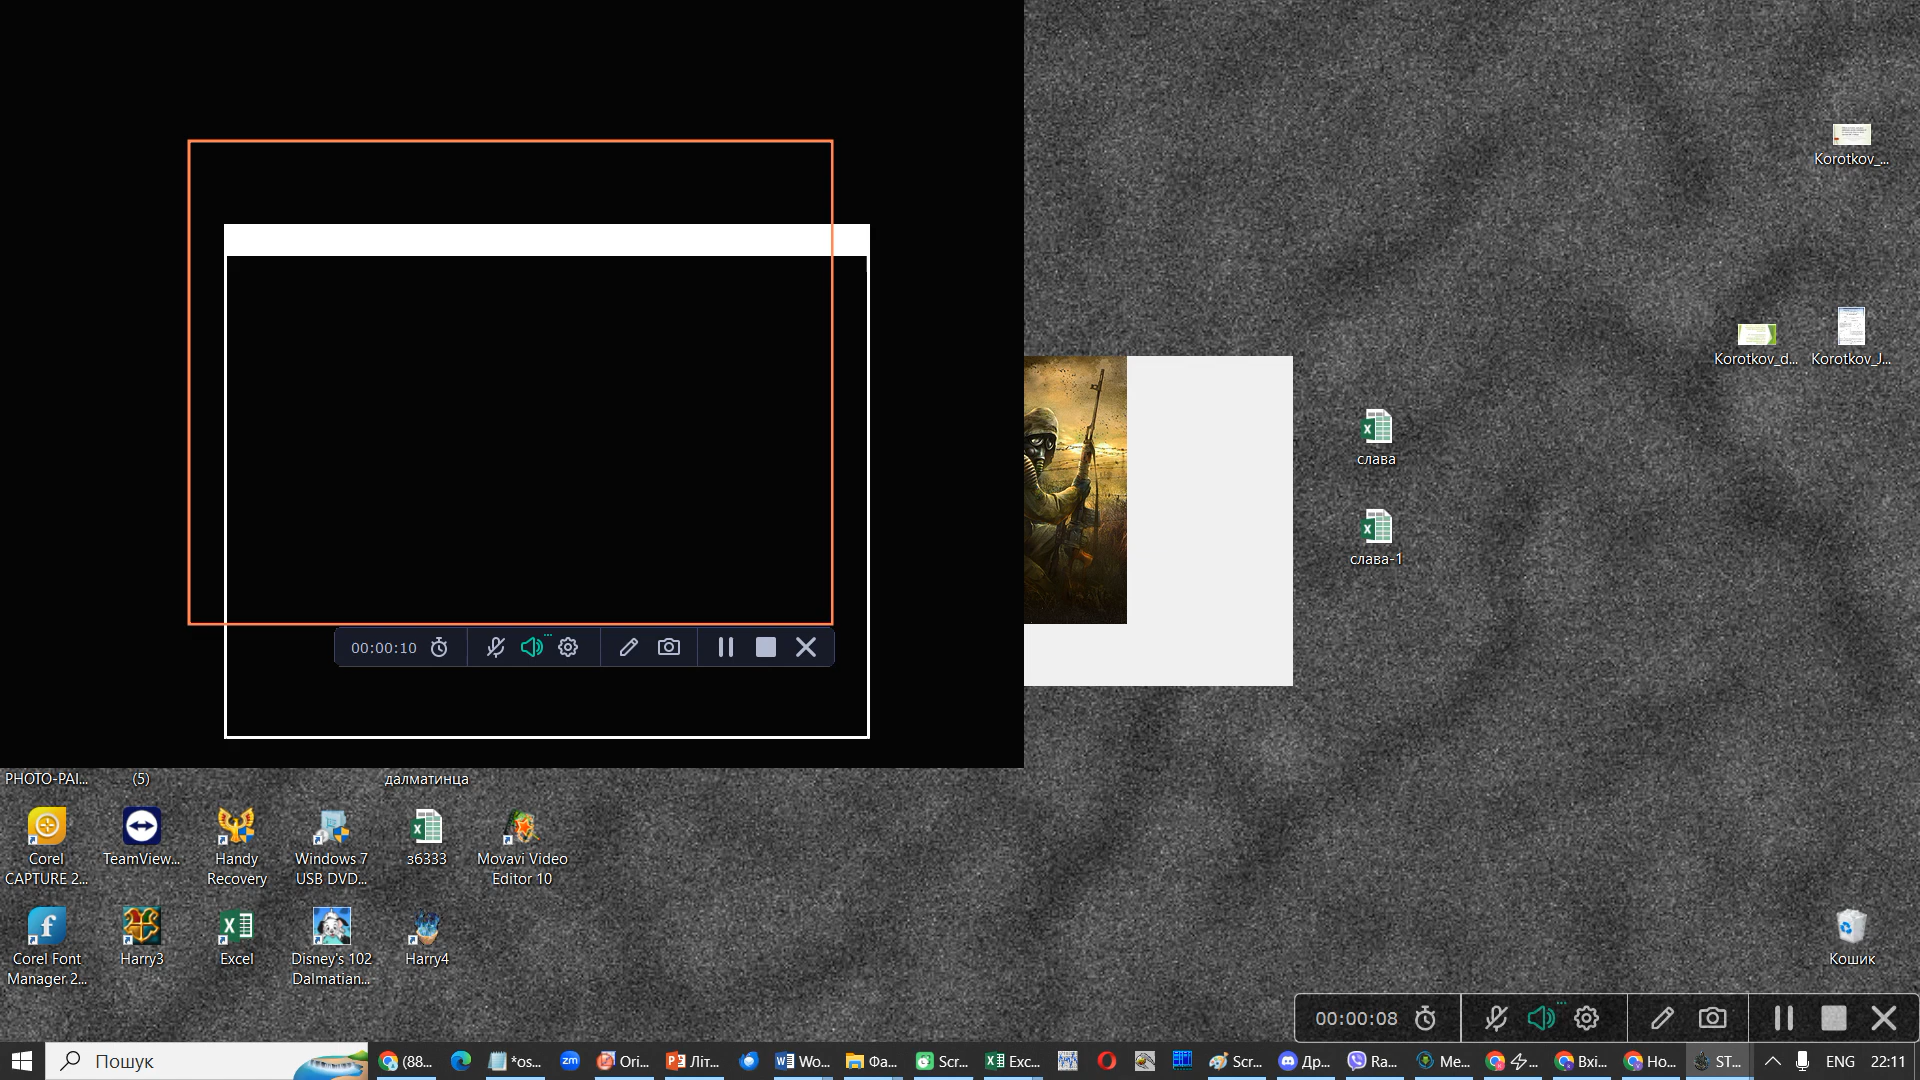 Korotkov_...
Korotkov_d...
Korotkov_J...
слава
слава-1
00:00:10
PHOTO-PAI...
(5)
далматинца
Corel
CAPTURE 2...
TeamView...
Handy
Recovery
Windows 7
USB DVD...
з6333
Movavi Video
Editor 10
Corel Font
Manager 2...
Harry3
Excel
Disney's 102
Dalmatian...
Harry4
Кошик
00:00:08
Пошук
(88...
*os...
zm
Ori...
Літ...
Wo...
Фа...
Scr...
Exc...
Scr...
Др...
Ra...
Me...
Вхі...
Но...
ST...
ENG
22:11